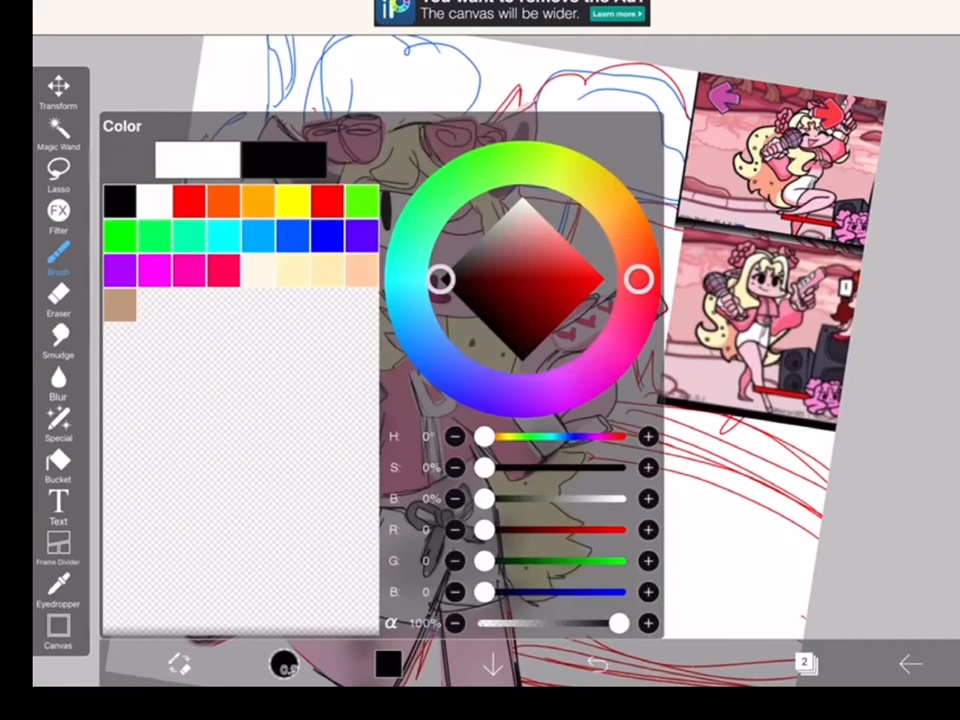 You want to remove the Ad?
The canvas will be wider.
Learn more >
Transform
Magic Wand
Lasso
FX
Filter
Brush
Eraser
Smudge
Blur
Special
Bucket
T
Text
Frame Divider
Eyedropper
Canvas
Color
H: 0°
S: 0%
B: 0%
R: 0
G: 0
B: 0
α 100%
2